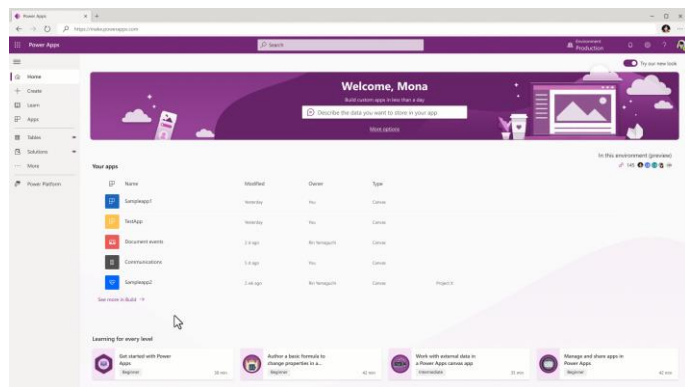 Power Apps
https://make.powerapps.com
Power Apps
Search
Environment
Production
Try our new look
Home
Create
Learn
Apps
Tables
Solutions
More
Power Platform
Welcome, Mona
Build custom apps in less than a day
Describe the data you want to store in your app
More options
In this environment (preview)
145
Your apps
Name Modified Owner Type
Sampleapp1 Yesterday You Canvas
TestApp Yesterday You Canvas
Document events Canvas
Communications You Canvas
Sampleapp2 Canvas
See more in Build
Learning for every level
Get started with Power
Apps
Beginner
Author a basic formula to
change properties in a...
Beginner 42 min
Work with external data in
a Power Apps canvas app
Intermediate
Manage and share apps in
Power Apps
Beginner 42 min